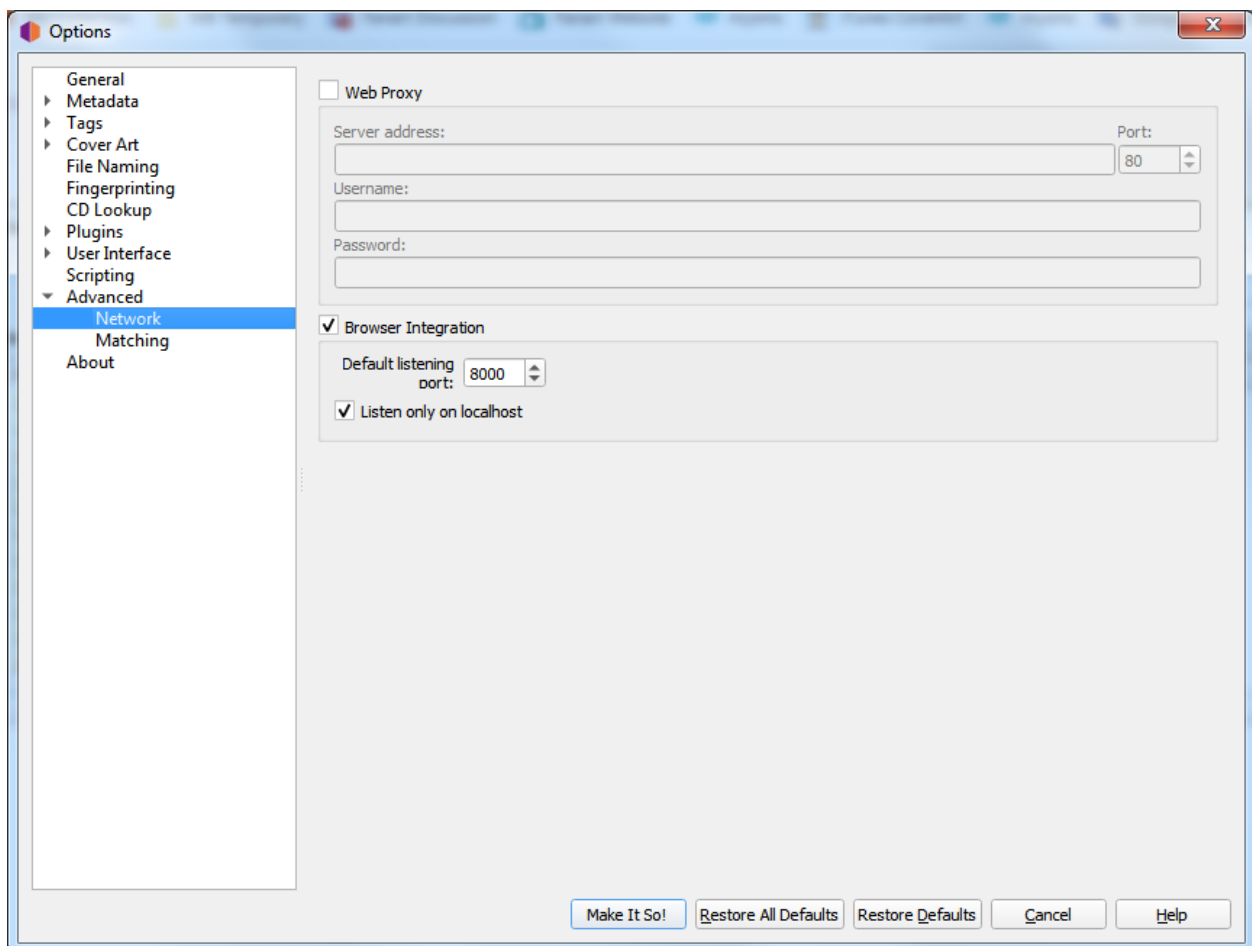 Options
General
Metadata
Tags
Cover Art
File Naming
Fingerprinting
CD Lookup
Plugins
User Interface
Scripting
Advanced
Network
Matching
About
Web Proxy
Server address:
Port:
80
Username:
Password:
Browser Integration
Default listening
port:
8000
Listen only on localhost
Make It So!
Restore All Defaults
Restore Defaults
Cancel
Help